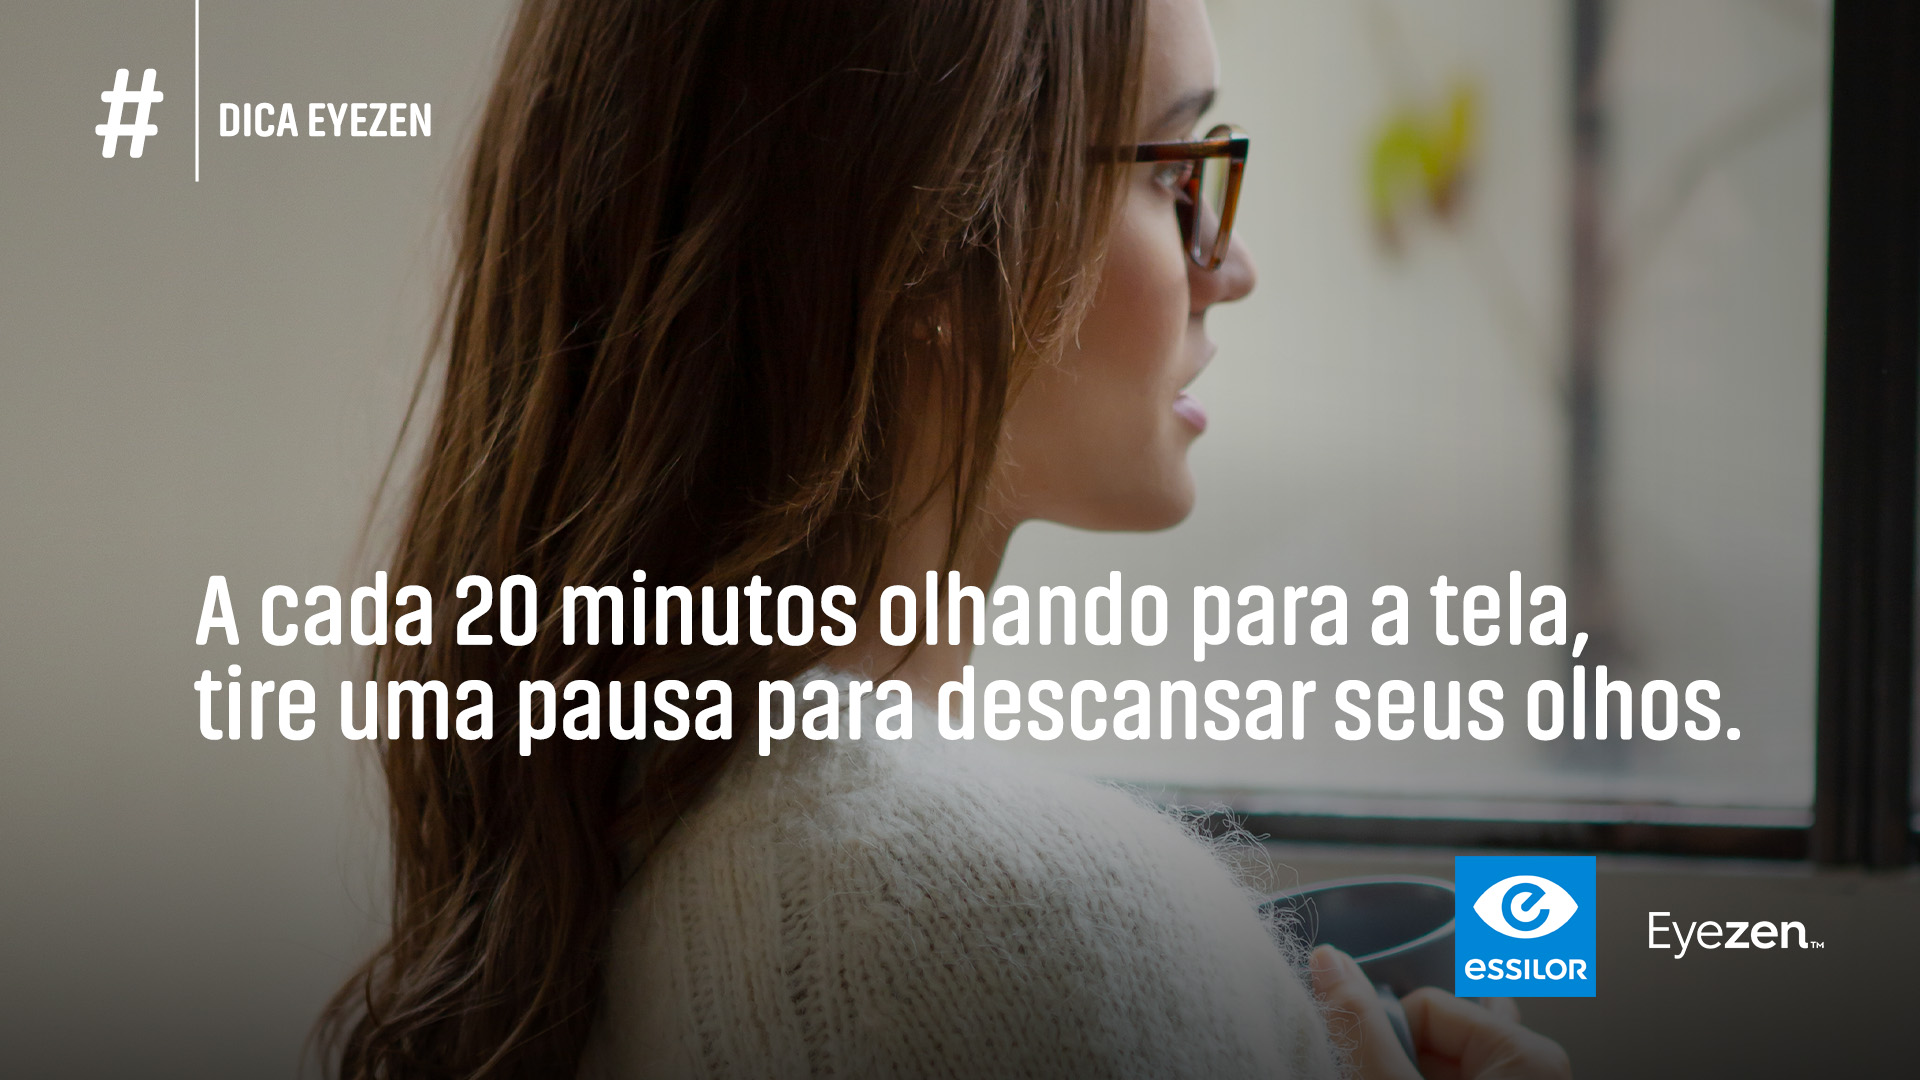 #
DICA EYEZEN
A cada 20 minutos olhando para a tela,
tire uma pausa para descansar seus olhos.
essilor
Eyezen™